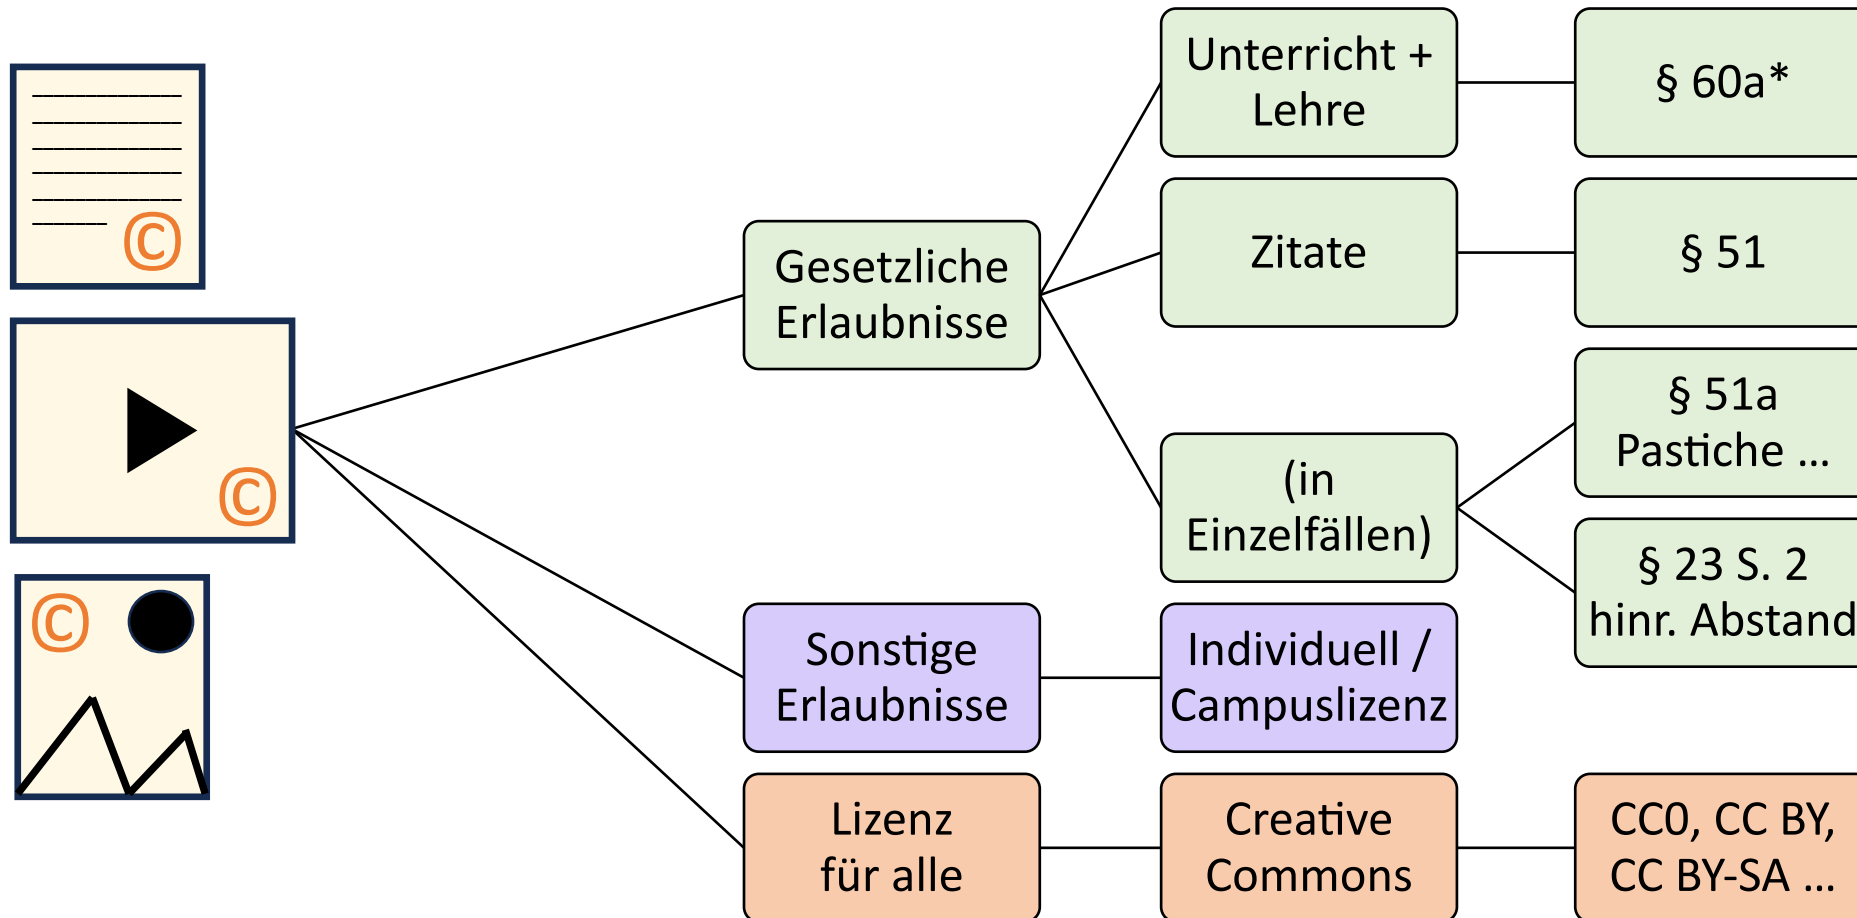 ©
©
©
Gesetzliche
Erlaubnisse
Unterricht +
Lehre
§ 60a*
Zitate
§ 51
(in
Einzelfällen)
§ 51a
Pastiche ...
§ 23 S. 2
hinr. Abstand
Sonstige
Erlaubnisse
Individuell /
Campuslizenz
Lizenz
für alle
Creative
Commons
CC0, CC BY,
CC BY-SA ...